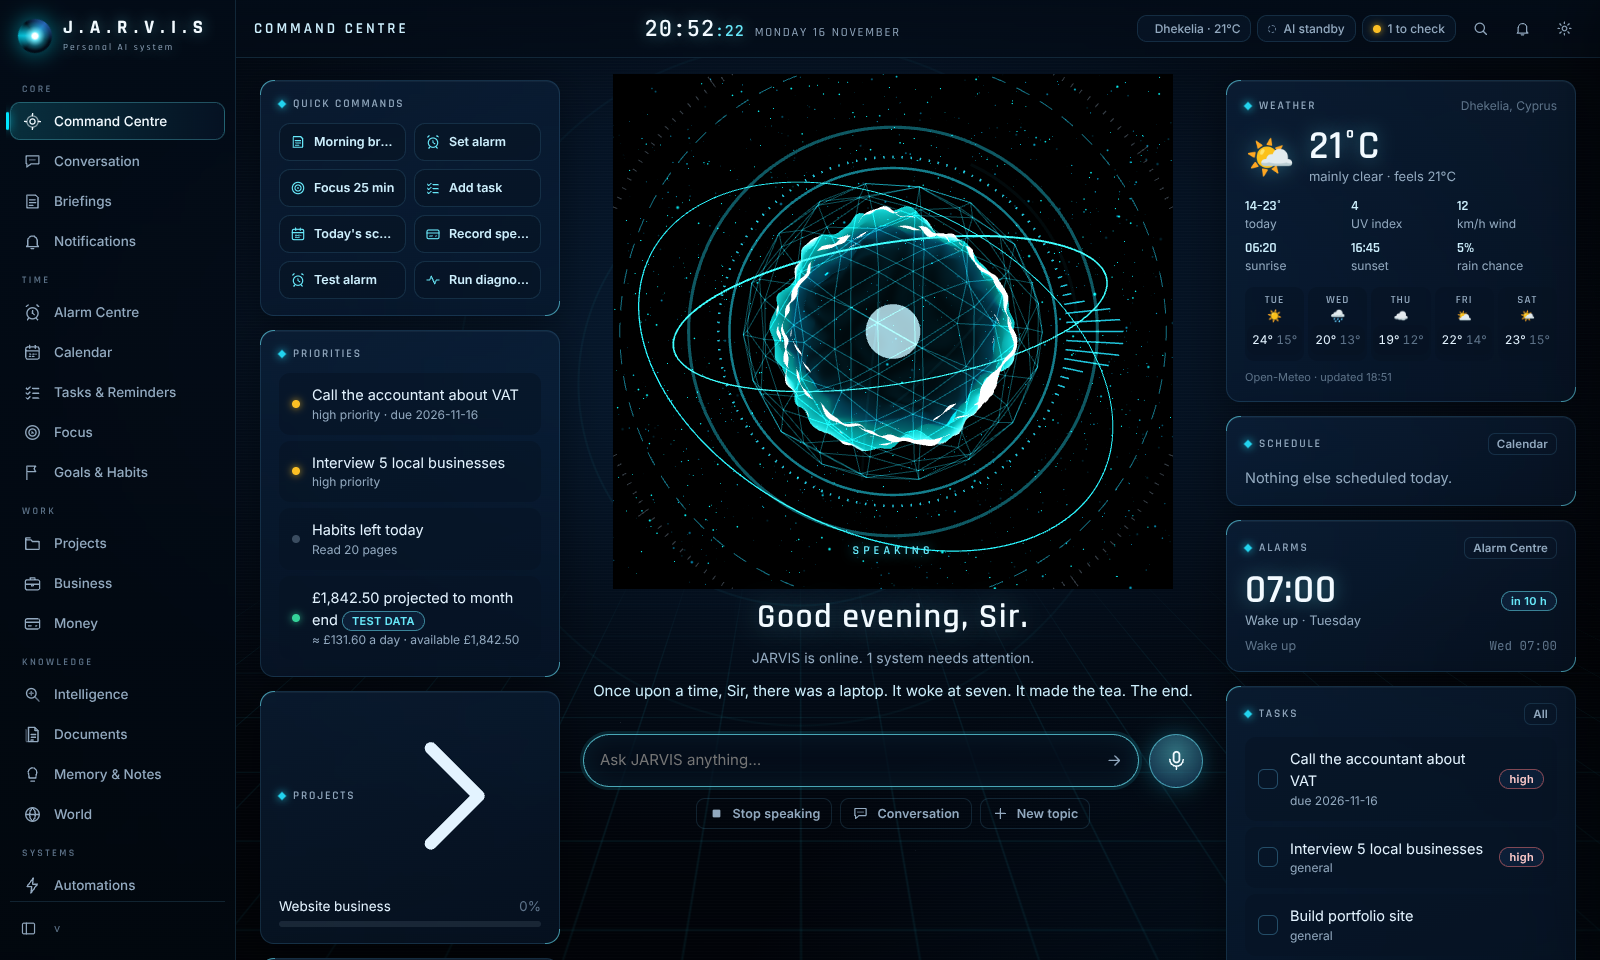 J.A.R.V.I.S
Personal AI system
CORE
Command Centre
Conversation
Briefings
Notifications
TIME
Alarm Centre
Calendar
Tasks & Reminders
Focus
Goals & Habits
WORK
Projects
Business
Money
KNOWLEDGE
Intelligence
Documents
Memory & Notes
World
SYSTEMS
Automations
v
COMMAND CENTRE
20:52:22 MONDAY 16 NOVEMBER
Dhekelia · 21°C
AI standby
1 to check
QUICK COMMANDS
Morning br...
Set alarm
Focus 25 min
Add task
Today's sc...
Record spe...
Test alarm
Run diagno...
PRIORITIES
Call the accountant about VAT
high priority · due 2026-11-16
Interview 5 local businesses
high priority
Habits left today
Read 20 pages
£1,842.50 projected to month
end TEST DATA
≈ £131.60 a day · available £1,842.50
PROJECTS
Website business 0%
SPEAKING
Good evening, Sir.
JARVIS is online. 1 system needs attention.
Once upon a time, Sir, there was a laptop. It woke at seven. It made the tea. The end.
Ask JARVIS anything...
Stop speaking
Conversation
New topic
WEATHER Dhekelia, Cyprus
21°C
mainly clear · feels 21°C
14-23° 4 12
today UV index km/h wind
06:20 16:45 5%
sunrise sunset rain chance
TUE WED THU FRI SAT
24° 15° 20° 13° 19° 12° 22° 14° 23° 15°
Open-Meteo · updated 18:51
SCHEDULE Calendar
Nothing else scheduled today.
ALARMS Alarm Centre
07:00
in 10 h
Wake up · Tuesday
Wake up Wed 07:00
TASKS All
Call the accountant about
VAT
high
due 2026-11-16
Interview 5 local businesses
high
general
Build portfolio site
general